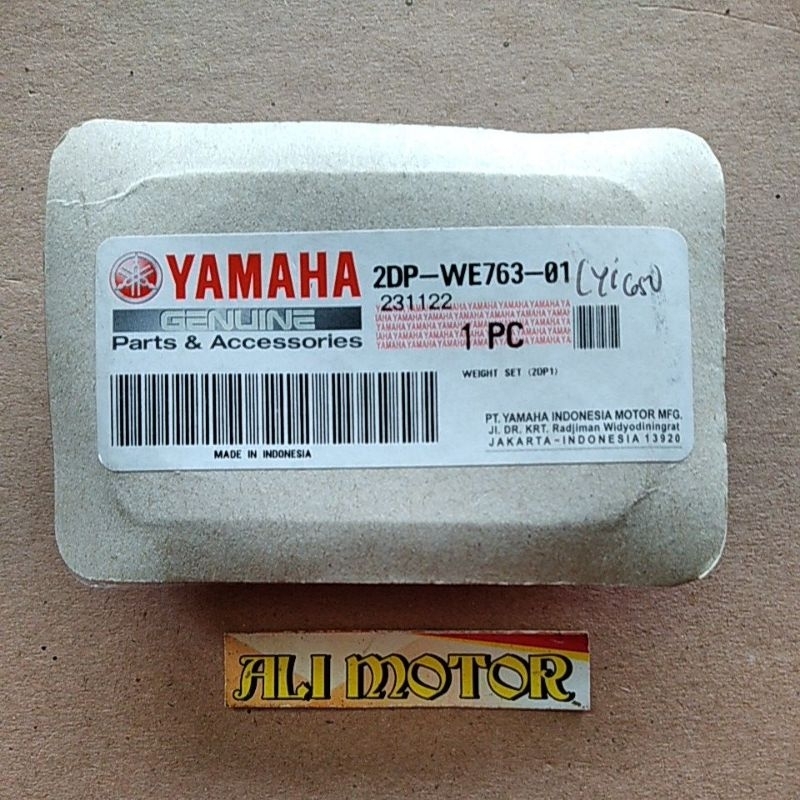 YAMAHA
GENUINE
Parts & Accessories
2DP-WE763-01
231122
1 PC
WEIGHT SET (2DP1)
PT. YAMAHA INDONESIA MOTOR MFG.
Jl. DR. KRT. Radjiman Widyodiningrat
JAKARTA-INDONESIA 13920
MADE IN INDONESIA
ALI MOTOR